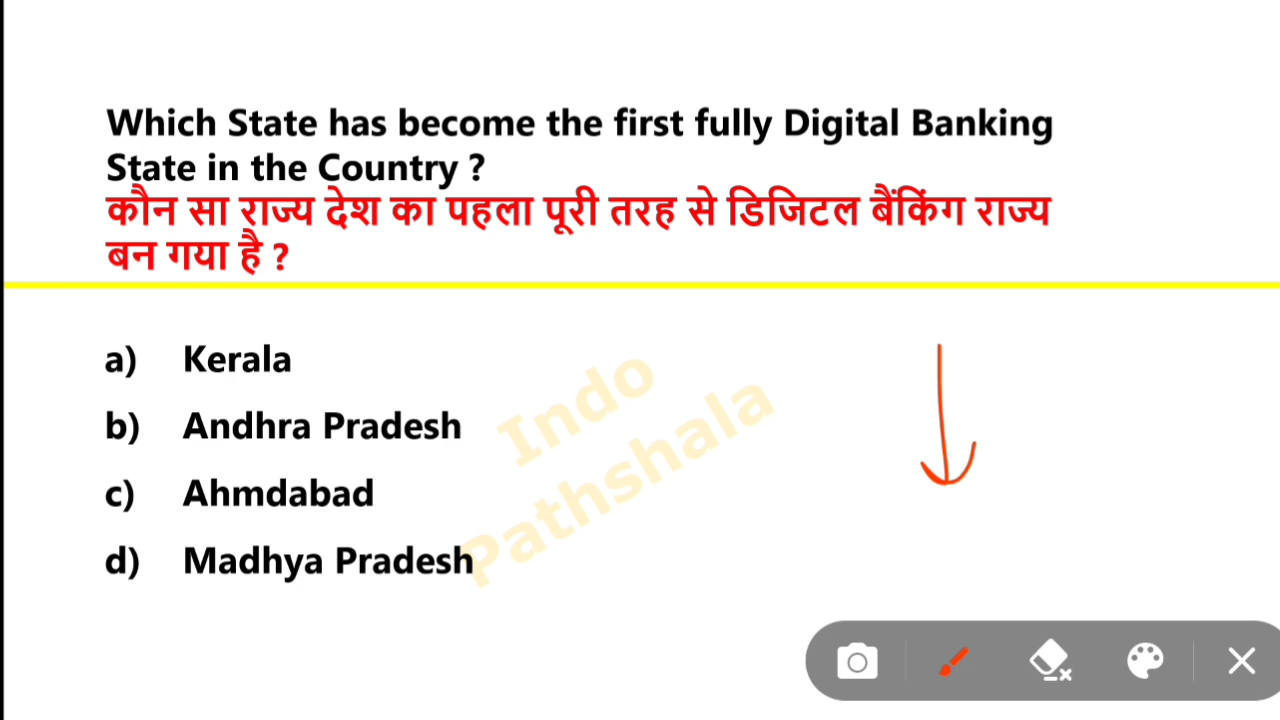 Which State has become the first fully Digital Banking
State in the Country ?
कौन सा राज्य देश का पहला पूरी तरह से डिजिटल बैंकिंग राज्य
बन गया है ?
a) Kerala
b) Andhra Pradesh
c) Ahmdabad
d) Madhya Pradesh
Indo
Pathshala